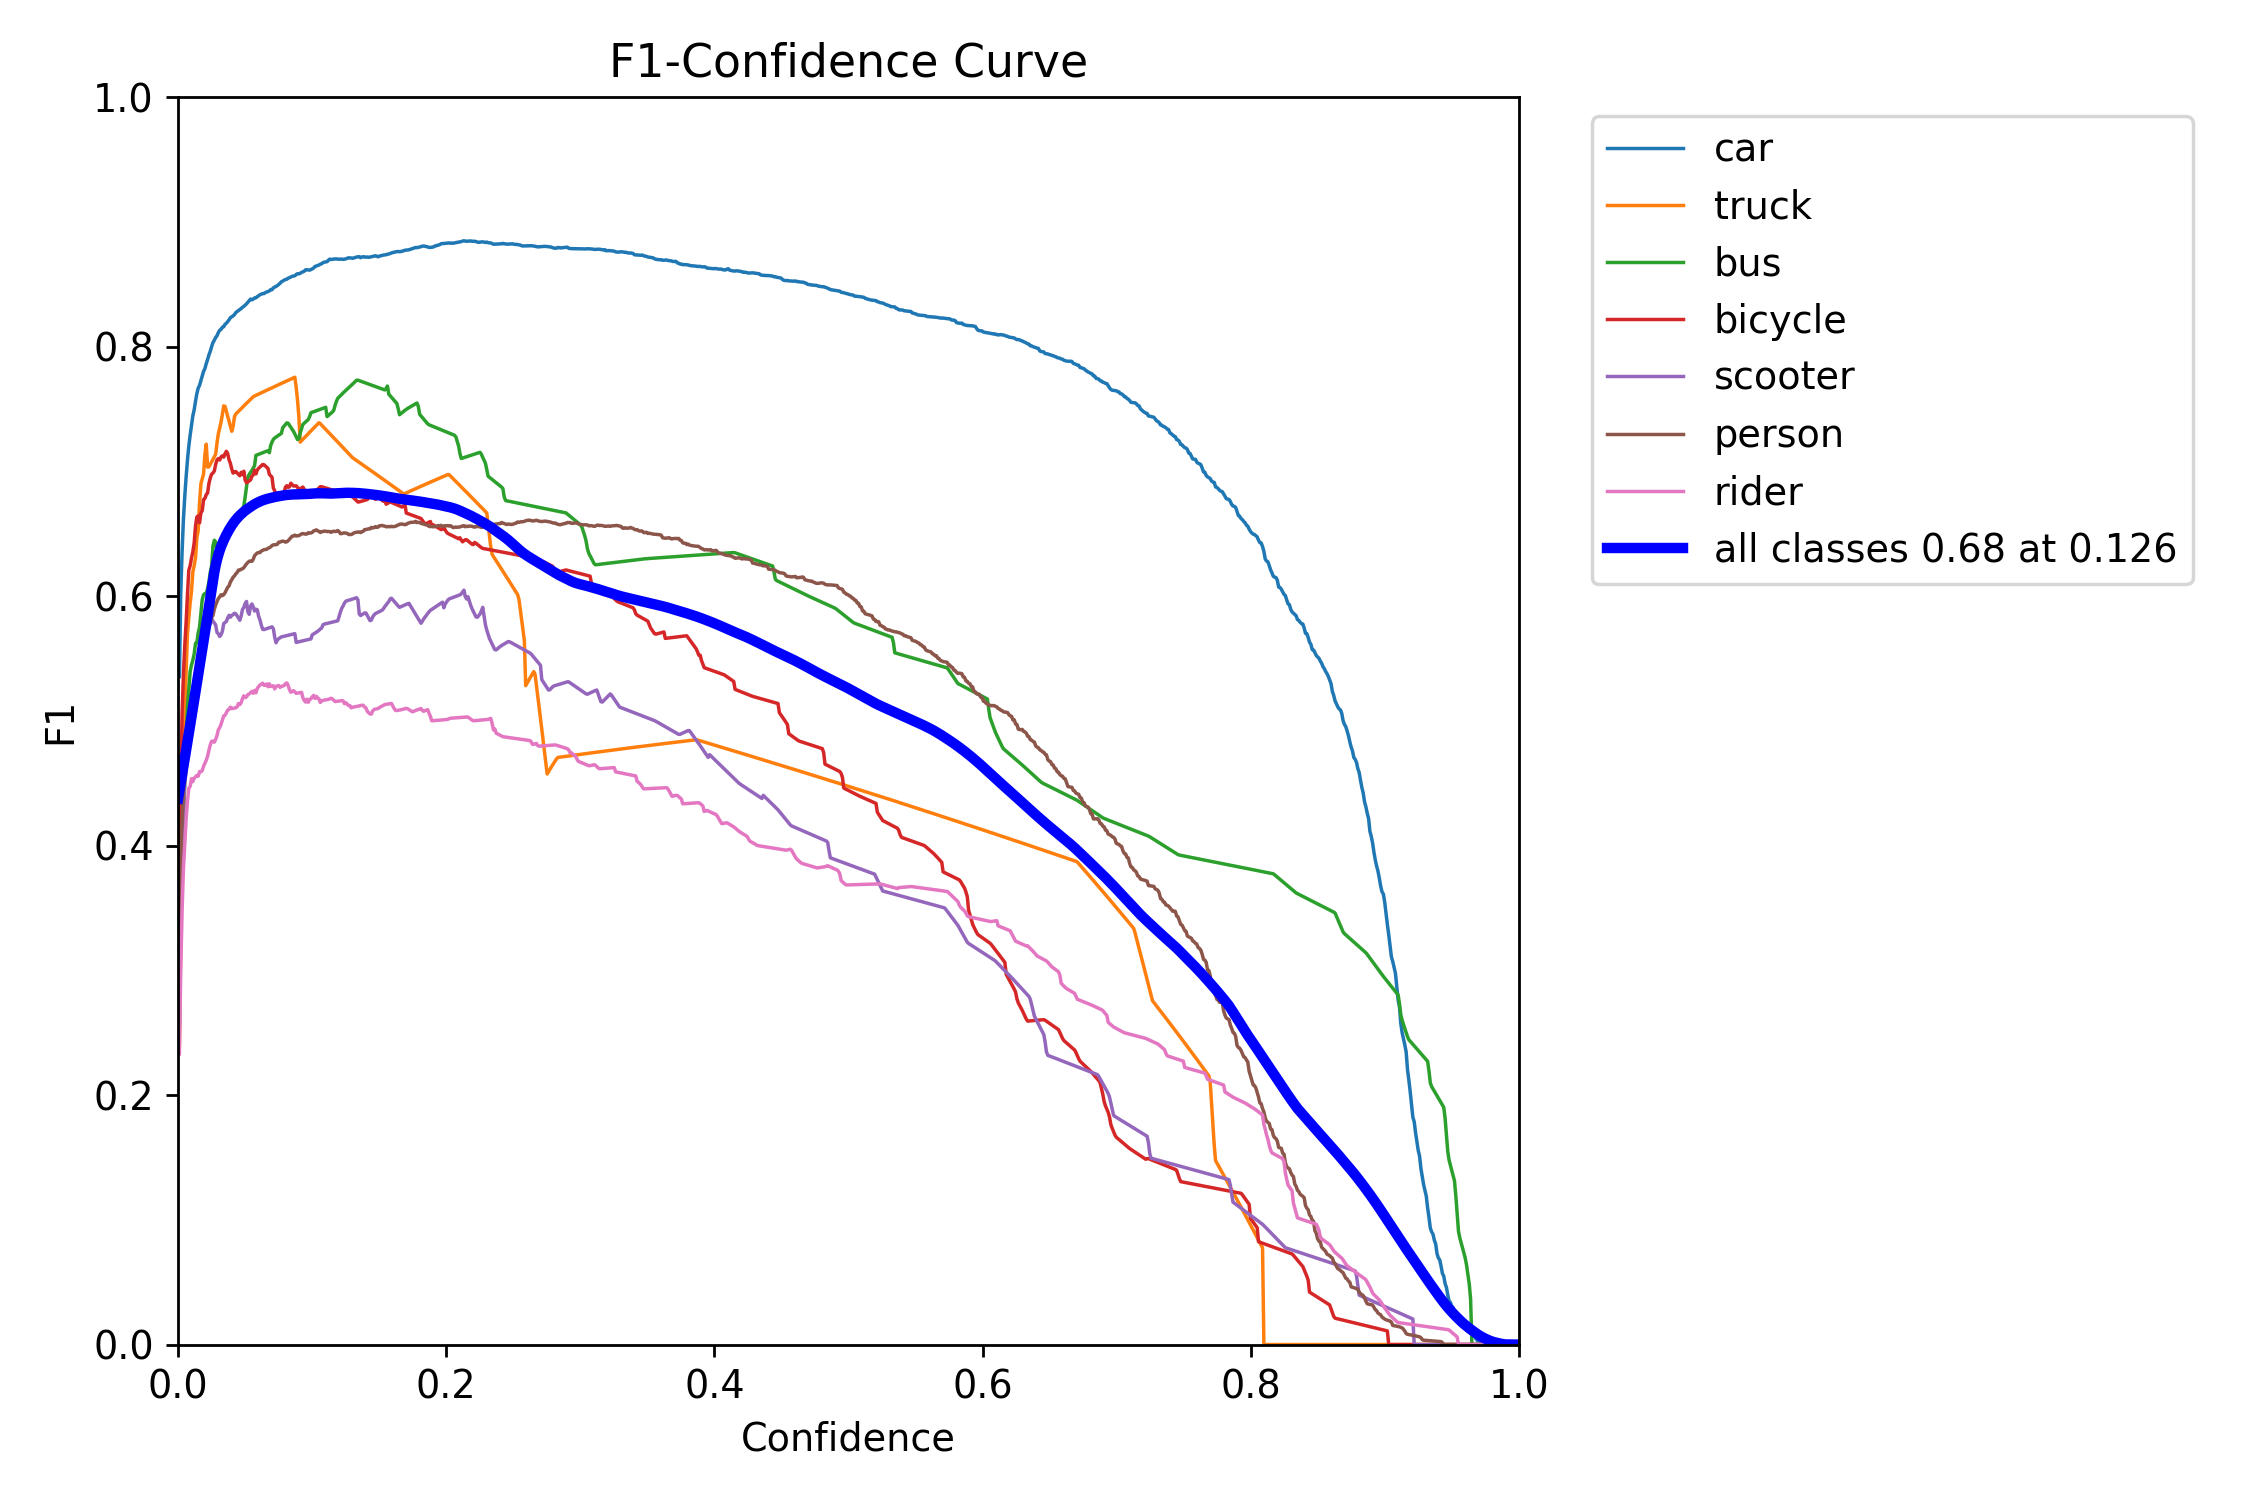 F1-Confidence Curve
1.0
0.8
0.6
0.4
0.2
0.0
F1
0.0 0.2 0.4 0.6 0.8 1.0
Confidence
car
truck
bus
bicycle
scooter
person
rider
all classes 0.68 at 0.126